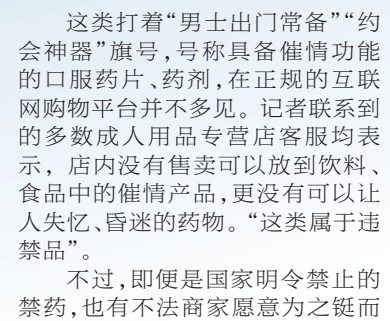 这类打着“男士出门常备”“约
会神器”旗号,号称具备催情功能
的口服药片、药剂,在正规的互联
网购物平台并不多见。记者联系到
的多数成人用品专营店客服均表
示，店内没有售卖可以放到饮料、
食品中的催情产品,更没有可以让
人失忆、昏迷的药物。“这类属于违
禁品”。
不过,即便是国家明令禁止的
禁药,也有不法商家愿意为之铤而